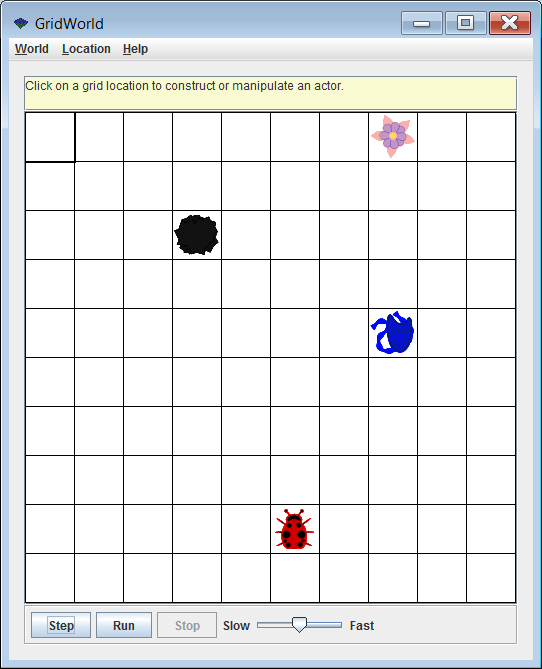 GridWorld
World Location Help
Click on a grid location to construct or manipulate an actor.
Step Run Stop Slow Fast